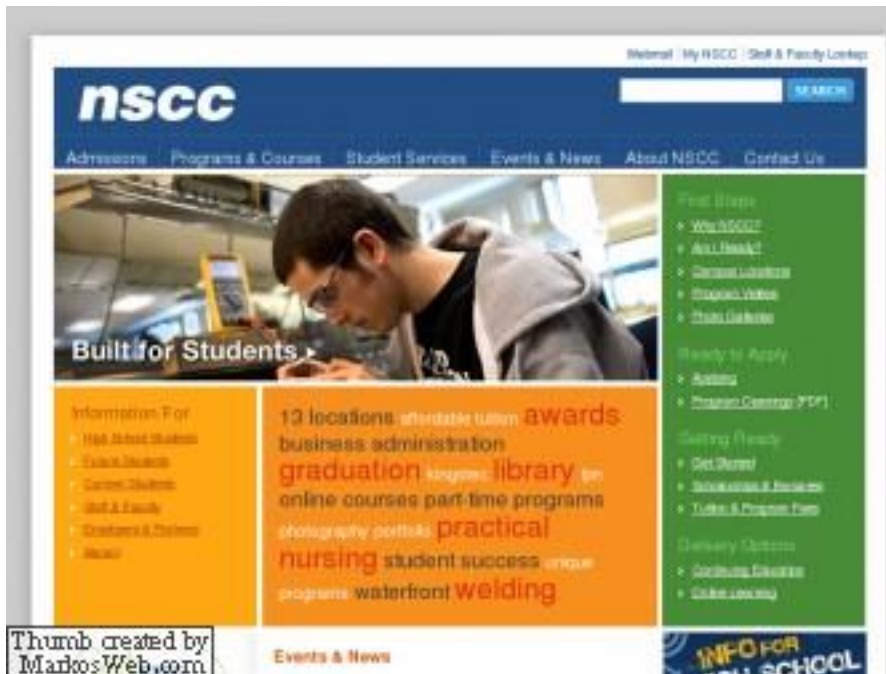 Webmail | My NSCC | Staff & Faculty Lookup
nscc
SEARCH
Admissions Programs & Courses Student Services Events & News About NSCC Contact Us
Built for Students
Information For
High School Students
Future Students
Current Students
Staff & Faculty
Employers & Partners
Alumni
13 locations affordable tuition awards
business administration
graduation kingstec library lpn
online courses part-time programs
photography portfolio practical
nursing student success unique
programs waterfront welding
First Steps
Why NSCC?
Am I Ready?
Campus Locations
Program Videos
Photo Galleries
Ready to Apply
Applying
Program Openings (PDF)
Getting Ready
Get Started
Scholarships & Bursaries
Tuition & Program Fees
Delivery Options
Continuing Education
Online Learning
Events & News
INFO FOR
HIGH SCHOOL
Thumb created by
MarkosWeb.com